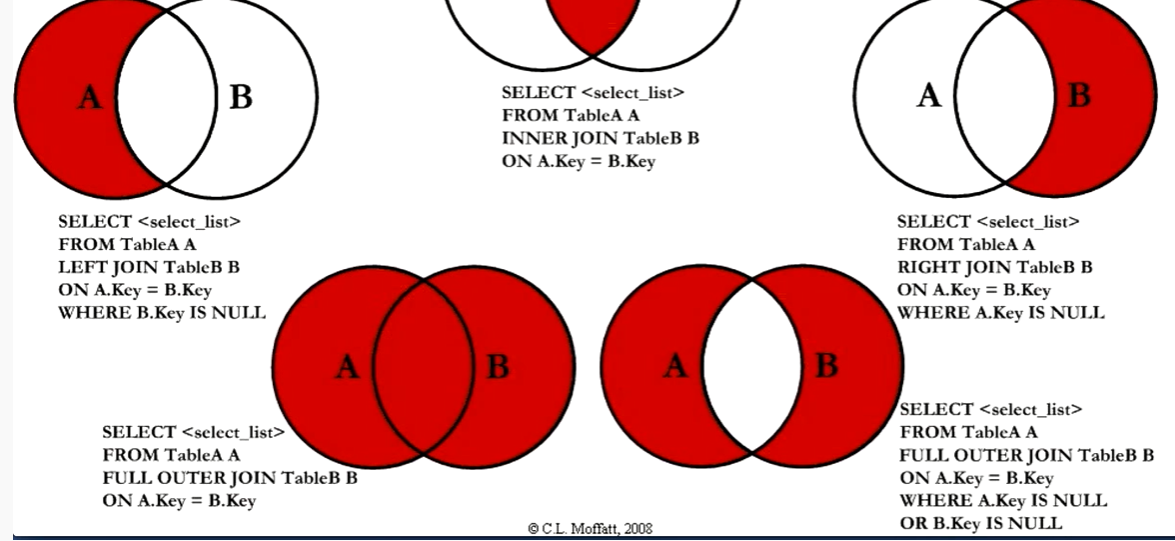 A B
SELECT <select_list>
FROM TableA A
INNER JOIN TableB B
ON A.Key = B.Key
A B
SELECT <select_list>
FROM TableA A
LEFT JOIN TableB B
ON A.Key = B.Key
WHERE B.Key IS NULL
SELECT <select_list>
FROM TableA A
RIGHT JOIN TableB B
ON A.Key = B.Key
WHERE A.Key IS NULL
A B
SELECT <select_list>
FROM TableA A
FULL OUTER JOIN TableB B
ON A.Key = B.Key
A B
SELECT <select_list>
FROM TableA A
FULL OUTER JOIN TableB B
ON A.Key = B.Key
WHERE A.Key IS NULL
OR B.Key IS NULL
© C.L. Moffatt, 2008